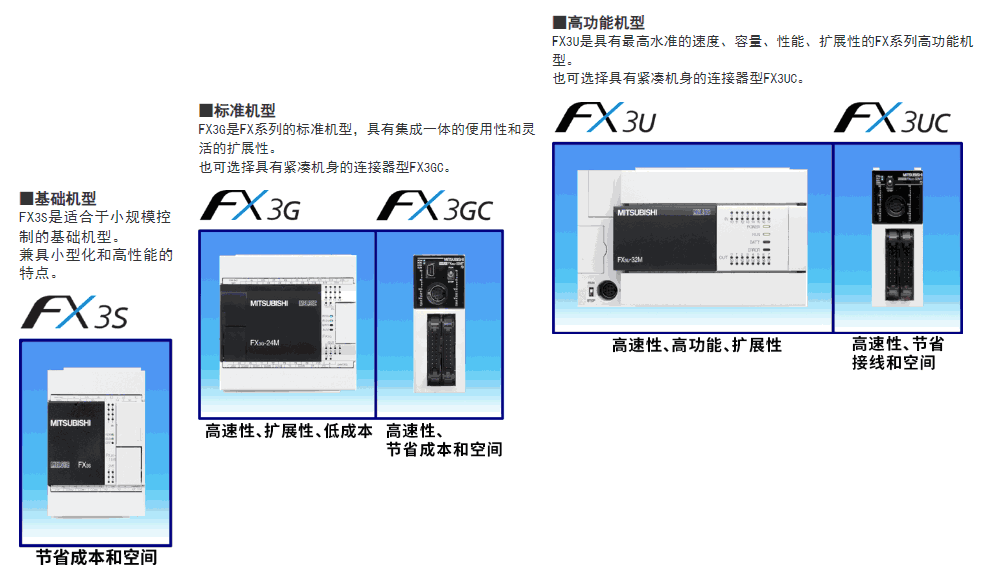 ■高功能机型
FX3U是具有最高水准的速度、容量、性能、扩展性的FX系列高功能机
型。
也可选择具有紧凑机身的连接器型FX3UC。
FX3U
FX3UC
MITSUBISHI
FX3U-32M
POWER
RUN
BATT
ERROR
OUT
高速性、高功能、扩展性
高速性、节省
接线和空间
■标准机型
FX3G是FX系列的标准机型，具有集成一体的便用性和灵
活的扩展性。
也可选择具有紧凑机身的连接器型FX3GC。
FX3G
FX3GC
MITSUBISHI
FX3G-24M
MITSUBISHI
高速性、扩展性、低成本
高速性、
节省成本和空间
■基础机型
FX3S是适合于小规模控
制的基础机型。
兼具小型化和高性能的
特点。
FX3S
MITSUBISHI
FX3S
节省成本和空间